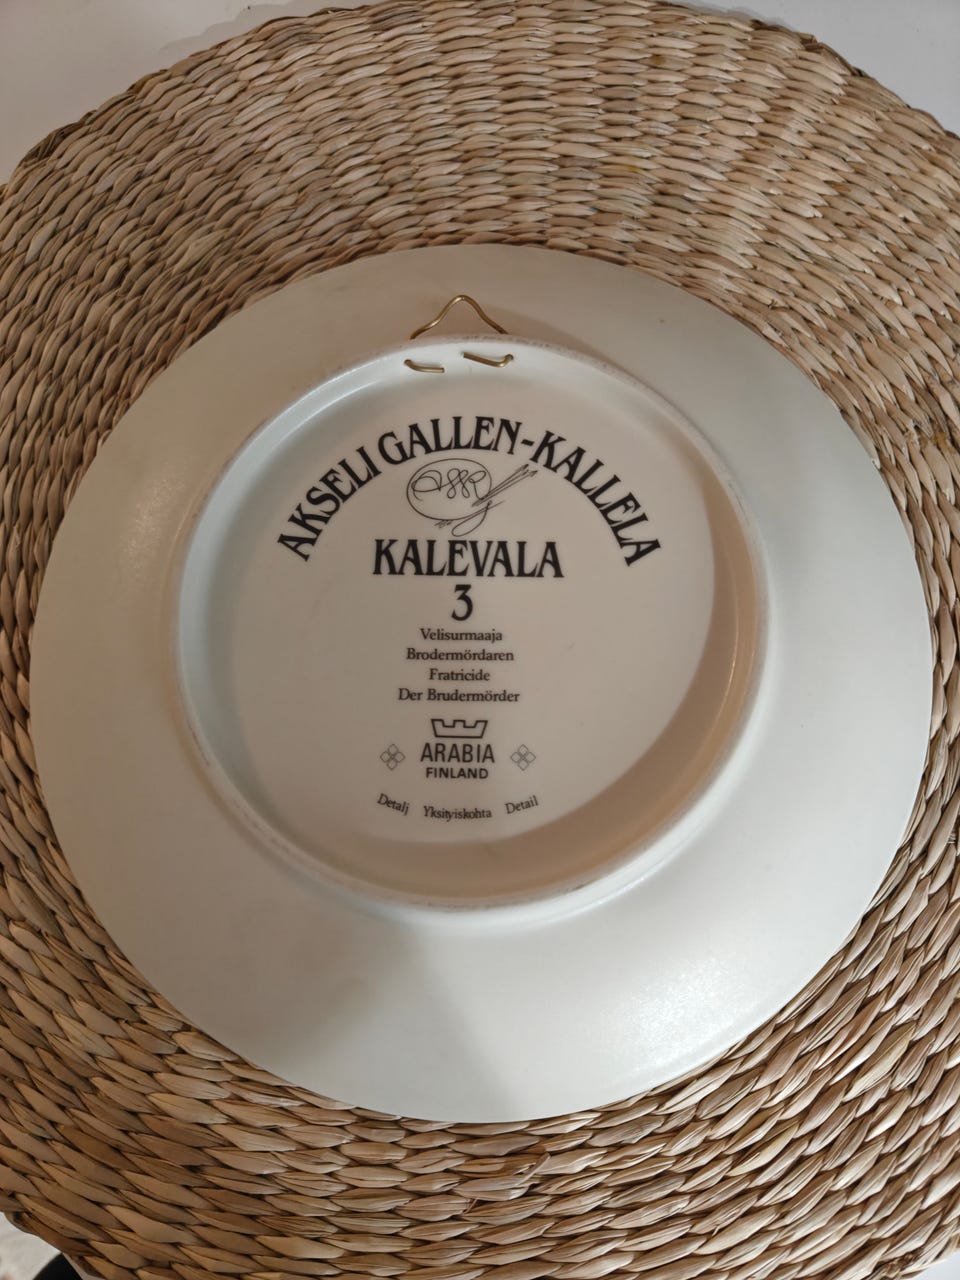 AKSELI GALLEN-KALLELA
KALEVALA
3
Velisurmaaja
Brodermördaren
Fratricide
Der Brudermörder
ARABIA
FINLAND
Detalj Yksityiskohta Detail